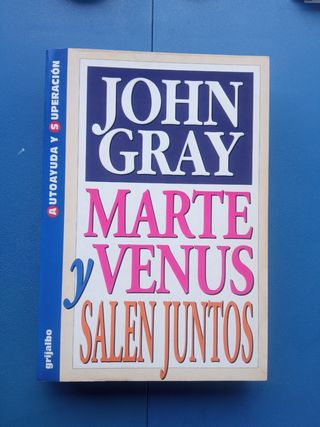 JOHN
GRAY
MARTE
y VENUS
SALEN JUNTOS
AUTOAYUDA Y SUPERACIÓN
grijalbo